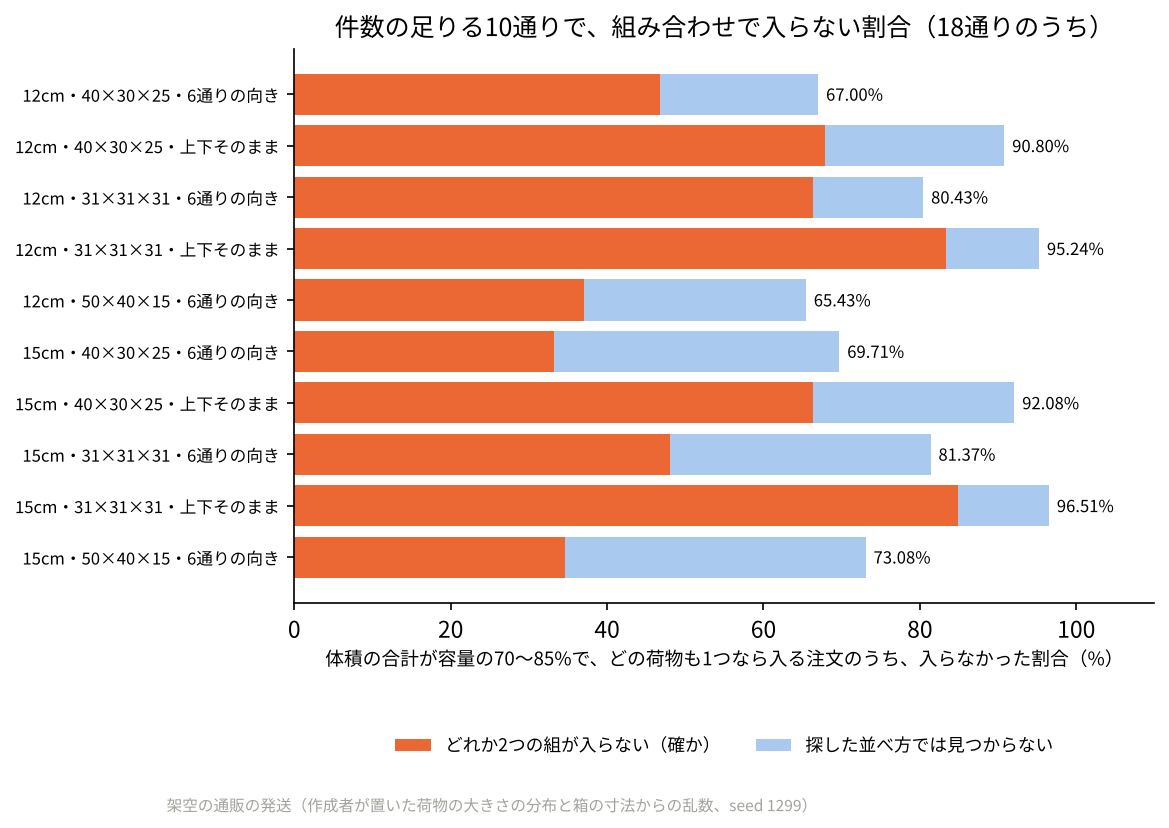 件数の足りる10通りで、組み合わせで入らない割合（18通りのうち）
12cm・40×30×25・6通りの向き
67.00%
12cm・40×30×25・上下そのまま
90.80%
12cm・31×31×31・6通りの向き
80.43%
12cm・31×31×31・上下そのまま
95.24%
12cm・50×40×15・6通りの向き
65.43%
15cm・40×30×25・6通りの向き
69.71%
15cm・40×30×25・上下そのまま
92.08%
15cm・31×31×31・6通りの向き
81.37%
15cm・31×31×31・上下そのまま
96.51%
15cm・50×40×15・6通りの向き
73.08%
0 20 40 60 80 100
体積の合計が容量の70〜85%で、どの荷物も1つなら入る注文のうち、入らなかった割合（%）
どれか2つの組が入らない（確か） 探した並べ方では見つからない
架空の通販の発送（作成者が置いた荷物の大きさの分布と箱の寸法からの乱数、seed 1299）